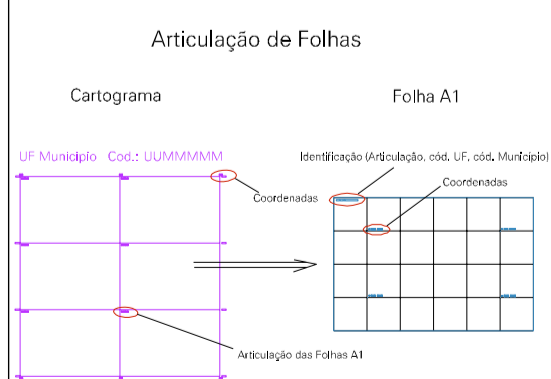 Articulação de Folhas
Cartograma
Folha A1
UF Municipio Cod.: UUMMMMM
Identificação (Articulação, cód. UF, cód. Município)
Coordenadas
Coordenadas
Articulação das Folhas A1